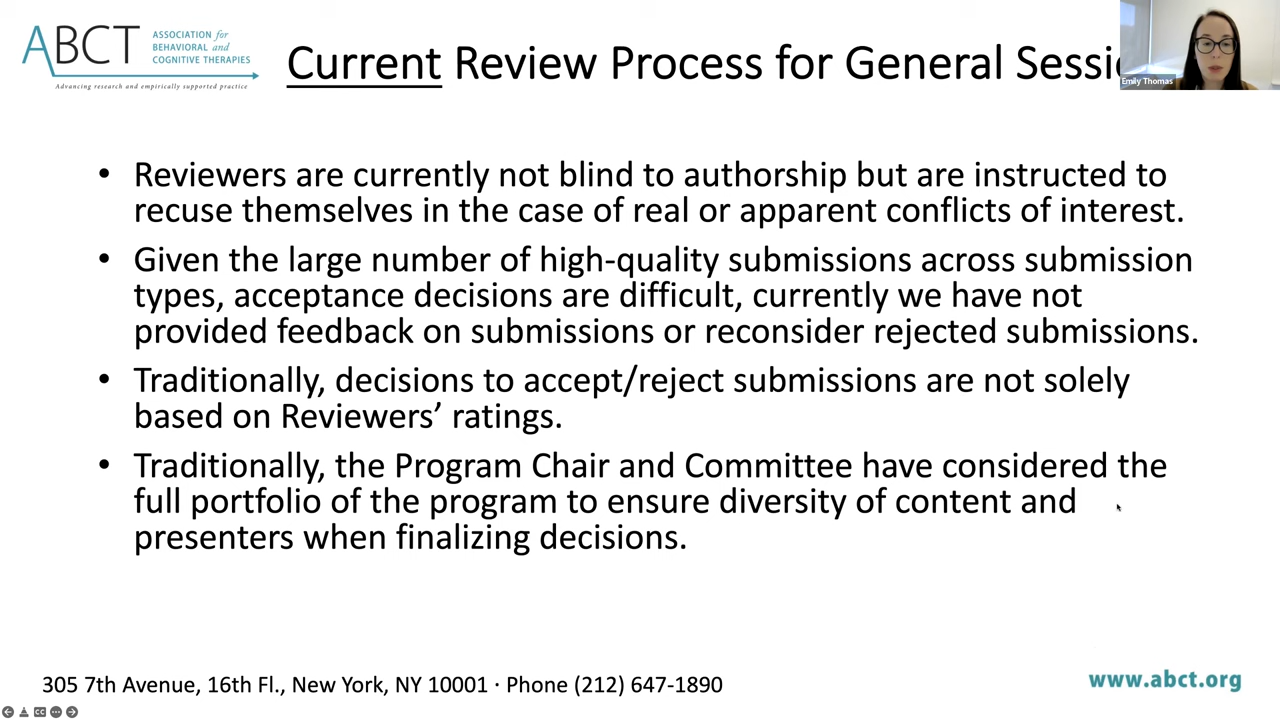 ABCT
ASSOCIATION for
BEHAVIORAL and
COGNITIVE THERAPIES
Advancing research and empirically supported practice
Current Review Process for General Sessi
Emily Thomas
• Reviewers are currently not blind to authorship but are instructed to
recuse themselves in the case of real or apparent conflicts of interest.
• Given the large number of high-quality submissions across submission
types, acceptance decisions are difficult, currently we have not
provided feedback on submissions or reconsider rejected submissions.
• Traditionally, decisions to accept/reject submissions are not solely
based on Reviewers’ ratings.
• Traditionally, the Program Chair and Committee have considered the
full portfolio of the program to ensure diversity of content and
presenters when finalizing decisions.
305 7th Avenue, 16th Fl., New York, NY 10001 · Phone (212) 647-1890
www.abct.org